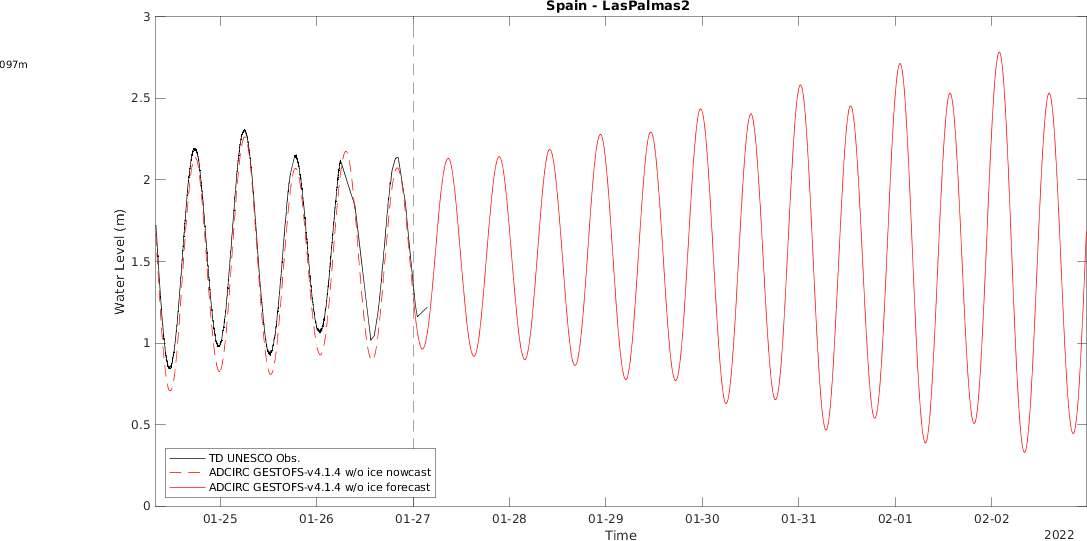 Spain - LasPalmas2
097m
3
2.5
2
1.5
1
0.5
0
Water Level (m)
TD UNESCO Obs.
ADCIRC GESTOFS-v4.1.4 w/o ice nowcast
ADCIRC GESTOFS-v4.1.4 w/o ice forecast
01-25 01-26 01-27 01-28 01-29 01-30 01-31 02-01 02-02
Time
2022